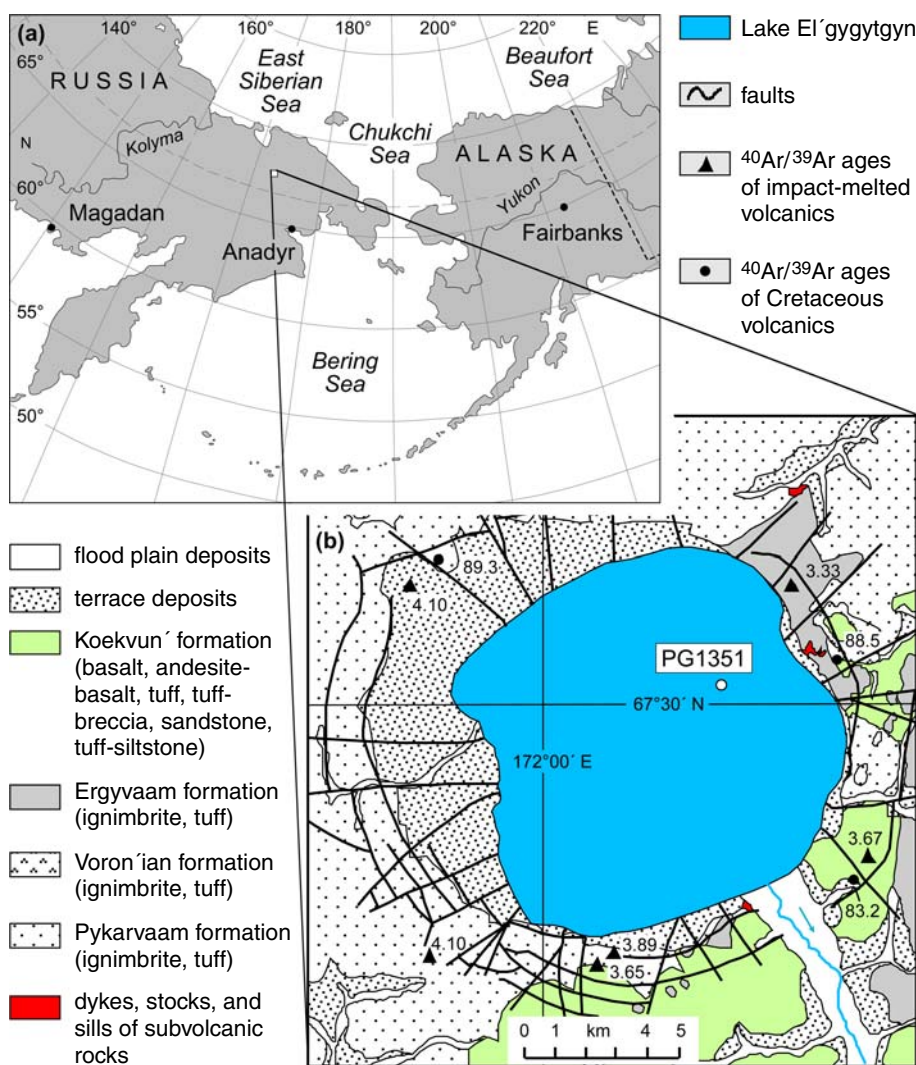 (a)
140°
160°
180°
200°
220°
E
65°
RUSSIA
East
Siberian
Sea
Beaufort
Sea
Chukchi
Sea
ALASKA
N
Kolyma
60°
Magadan
Anadyr
Yukon
Fairbanks
55°
Bering
Sea
50°
Lake El´gygytgyn
faults
40Ar/39Ar ages
of impact-melted
volcanics
40Ar/39Ar ages
of Cretaceous
volcanics
flood plain deposits
terrace deposits
Koekvun´ formation
(basalt, andesite-
basalt, tuff, tuff-
breccia, sandstone,
tuff-siltstone)
Ergyvaam formation
(ignimbrite, tuff)
Voron´ian formation
(ignimbrite, tuff)
Pykarvaam formation
(ignimbrite, tuff)
dykes, stocks, and
sills of subvolcanic
rocks
(b)
89.3
4.10
3.33
88.5
PG1351
67°30´ N
172°00´ E
3.67
83.2
4.10
3.89
3.65
0 1 km 4 5